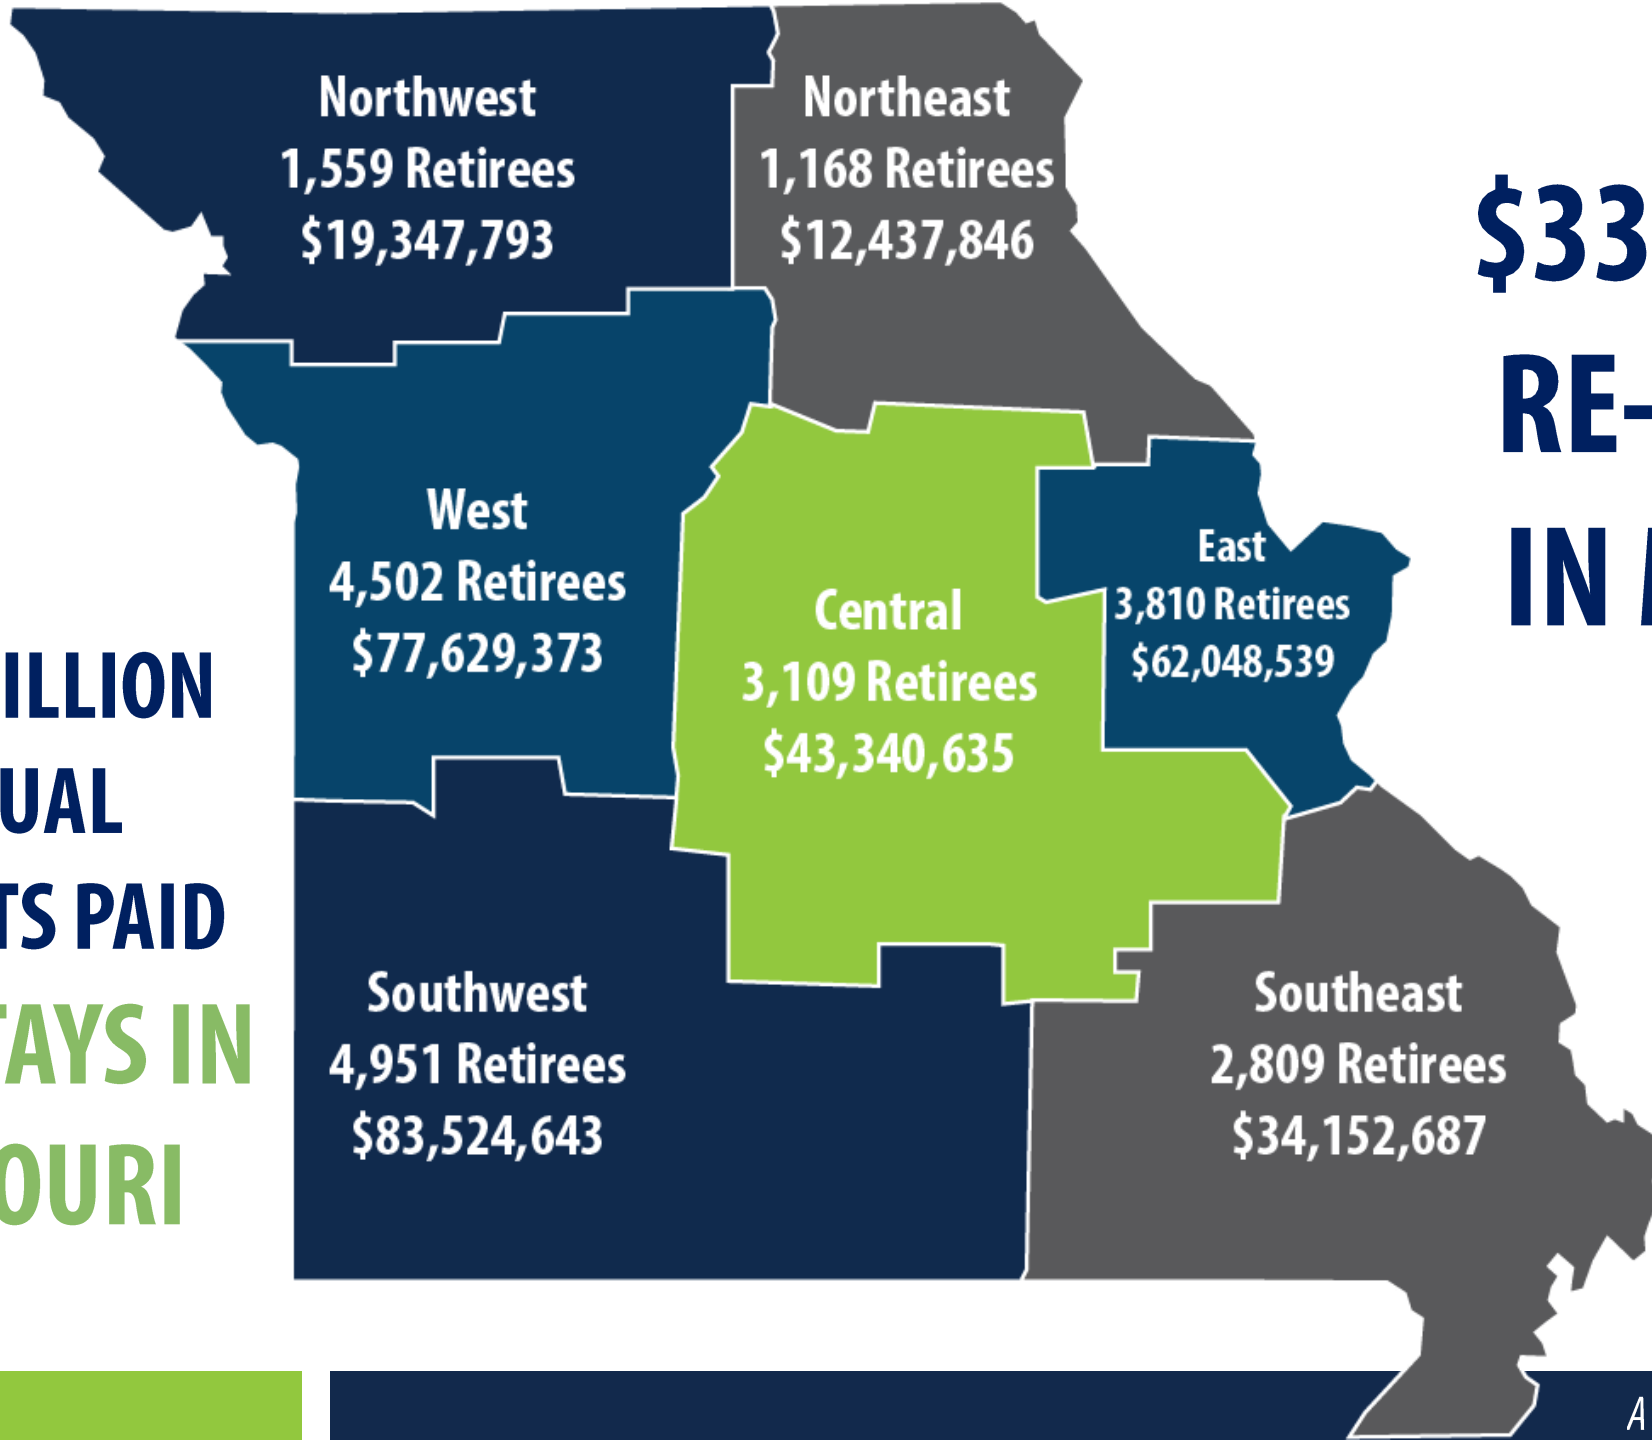 Northwest
1,559 Retirees
$19,347,793
Northeast
1,168 Retirees
$12,437,846
$33
RE-
IN
West
4,502 Retirees
$77,629,373
Central
3,109 Retirees
$43,340,635
East
3,810 Retirees
$62,048,539
ILLION
UAL
TS PAID
TAYS IN
OURI
Southwest
4,951 Retirees
$83,524,643
Southeast
2,809 Retirees
$34,152,687
A